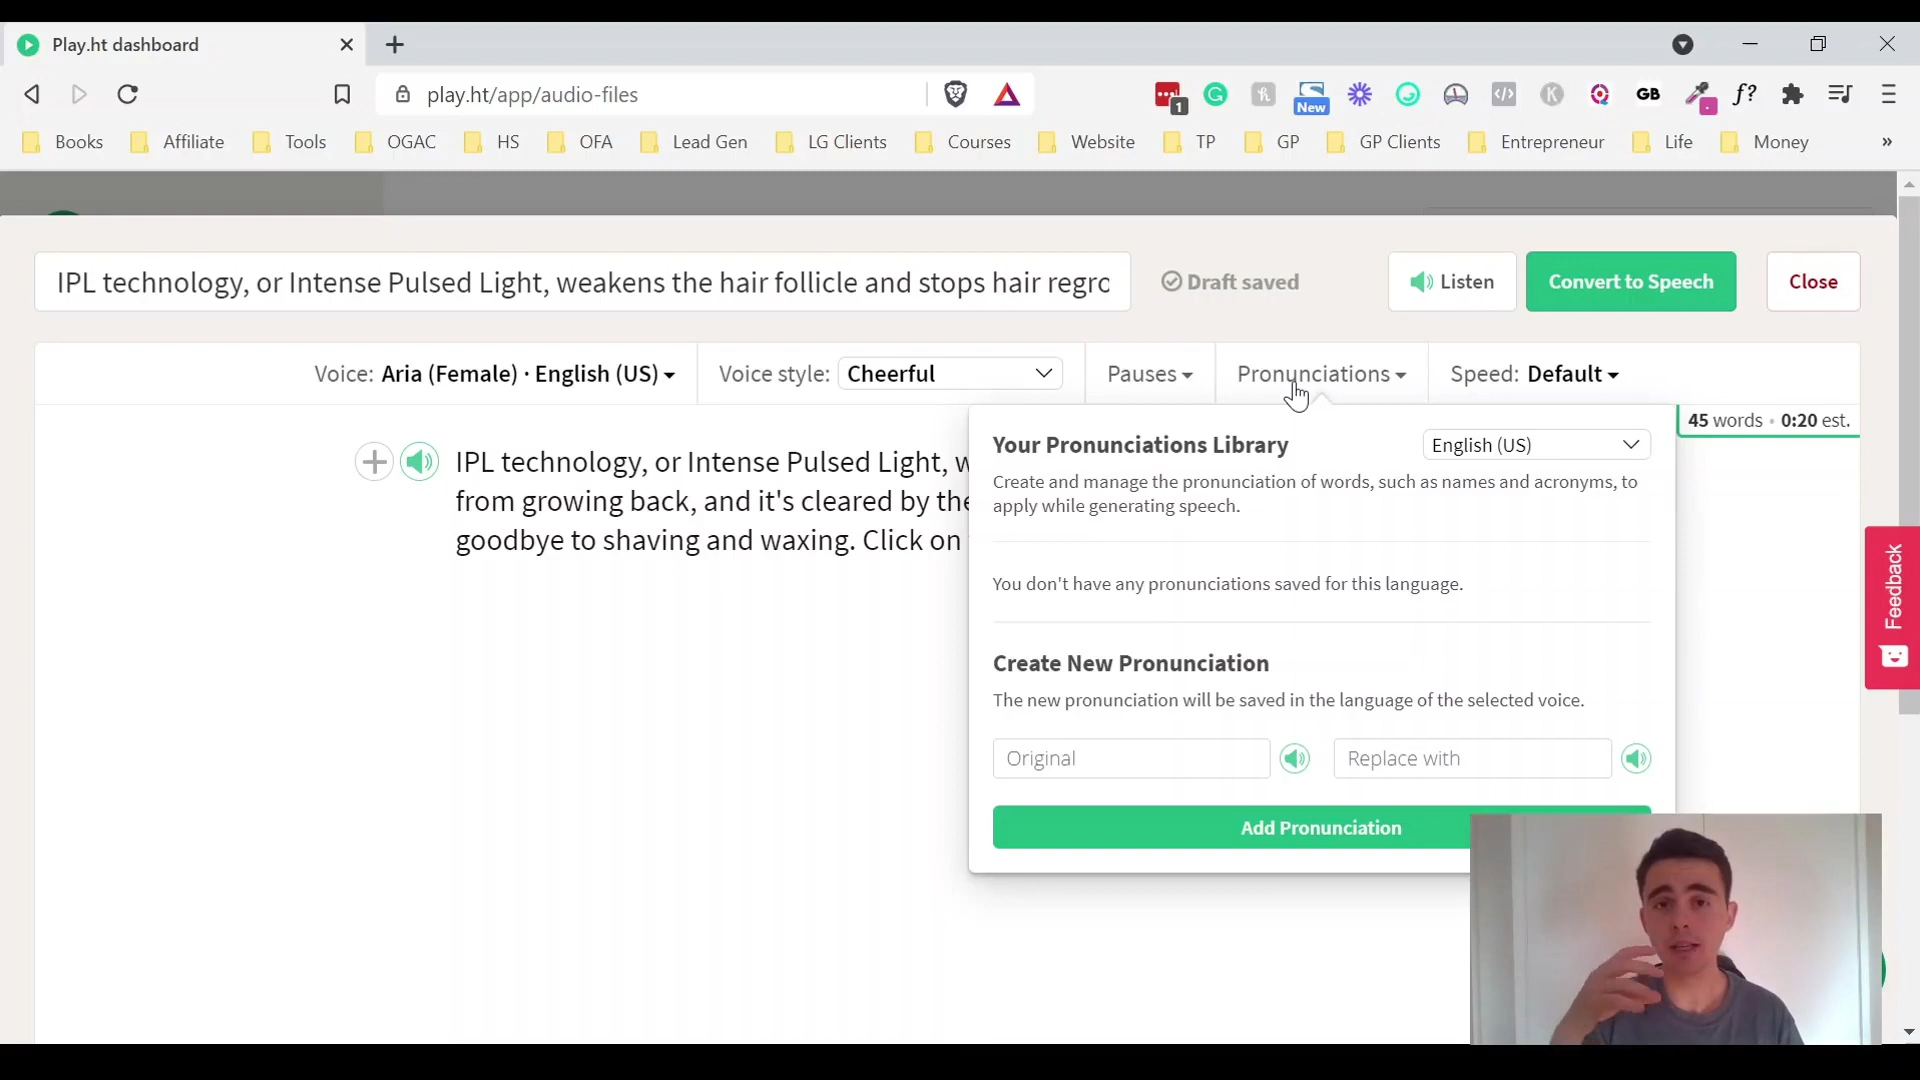 Play.ht dashboard
play.ht/app/audio-files
1
New
GB
f?
Books
Affiliate
Tools
OGAC
HS
OFA
Lead Gen
LG Clients
Courses
Website
TP
GP
GP Clients
Entrepreneur
Life
Money
»
IPL technology, or Intense Pulsed Light, weakens the hair follicle and stops hair regro
Draft saved
Listen
Convert to Speech
Close
Voice: Aria (Female) · English (US)
Voice style: Cheerful
Pauses
Pronunciations
Speed: Default
45 words • 0:20 est.
IPL technology, or Intense Pulsed Light, w
from growing back, and it's cleared by the
goodbye to shaving and waxing. Click on
Your Pronunciations Library
English (US)
Create and manage the pronunciation of words, such as names and acronyms, to
apply while generating speech.
You don't have any pronunciations saved for this language.
Create New Pronunciation
The new pronunciation will be saved in the language of the selected voice.
Original
Replace with
Add Pronunciation
Feedback